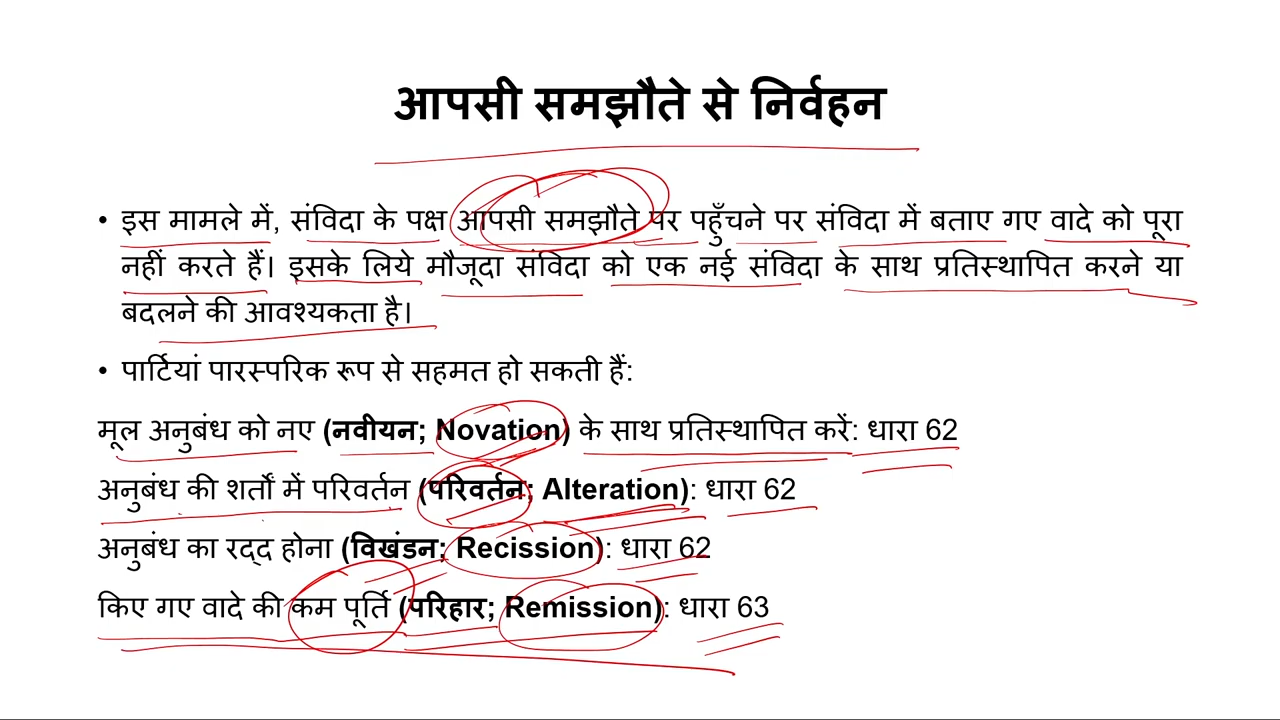 आपसी समझौते से निर्वहन
• इस मामले में, संविदा के पक्ष आपसी समझौते पर पहुँचने पर संविदा में बताए गए वादे को पूरा
नहीं करते हैं। इसके लिये मौजूदा संविदा को एक नई संविदा के साथ प्रतिस्थापित करने या
बदलने की आवश्यकता है।
• पार्टियां पारस्परिक रूप से सहमत हो सकती हैं:
मूल अनुबंध को नए (नवीयन; Novation) के साथ प्रतिस्थापित करें: धारा 62
अनुबंध की शर्तों में परिवर्तन (परिवर्तन; Alteration): धारा 62
अनुबंध का रद्द होना (विखंडन; Recission): धारा 62
किए गए वादे की कम पूर्ति (परिहार; Remission): धारा 63